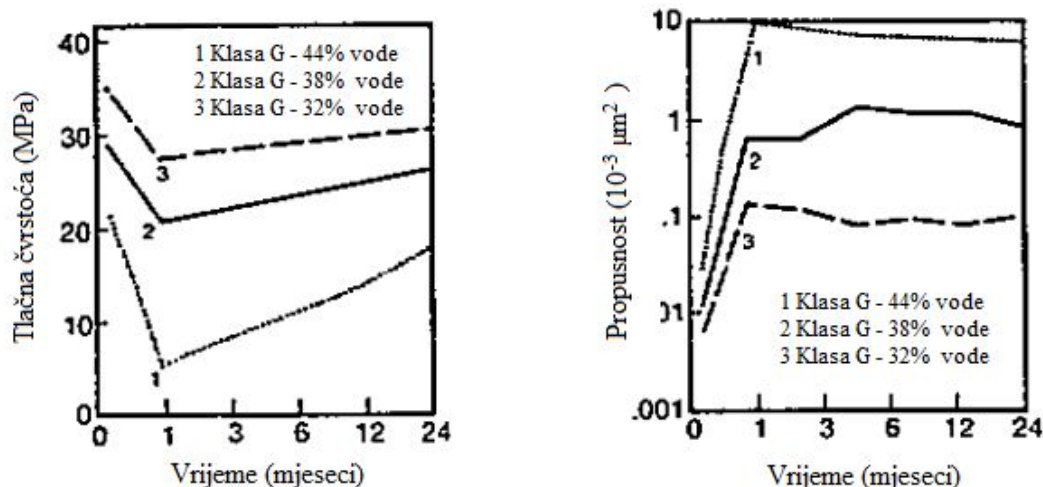 Tlačna čvrstoća (MPa)
40
30
20
10
0
1 Klasa G - 44% vode
2 Klasa G - 38% vode
3 Klasa G - 32% vode
3
2
1
0 1 3 6 12 24
Vrijeme (mjeseci)
Propusnost (10⁻³ μm²)
10
1
.1
.01
.001
1
2
3
1 Klasa G - 44% vode
2 Klasa G - 38% vode
3 Klasa G - 32% vode
0 1 3 6 12 24
Vrijeme (mjeseci)